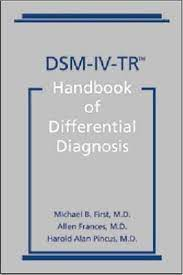 DSM-IV-TR™
Handbook
of
Differential
Diagnosis
Michael B. First, M.D.
Allen Frances, M.D.
Harold Alan Pincus, M.D.